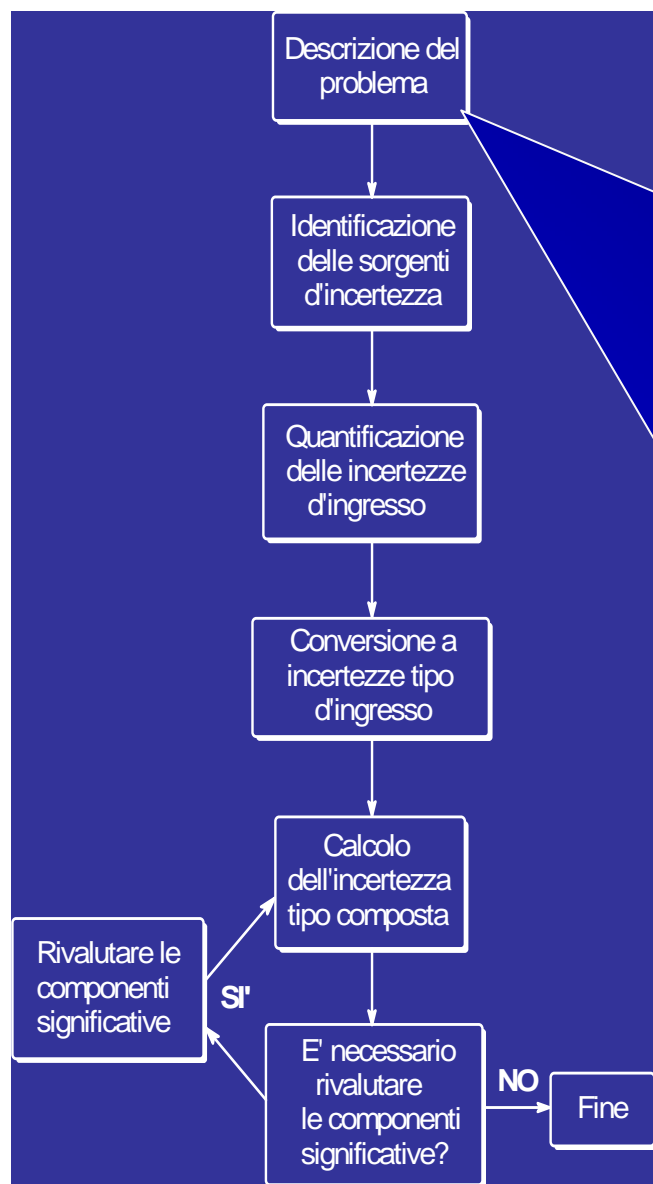 Descrizione del
problema
Identificazione
delle sorgenti
d'incertezza
Quantificazione
delle incertezze
d'ingresso
Conversione a
incertezze tipo
d'ingresso
Calcolo
dell'incertezza
tipo composta
Rivalutare le
componenti
significative
SI'
E' necessario
rivalutare
le componenti
significative?
NO
Fine